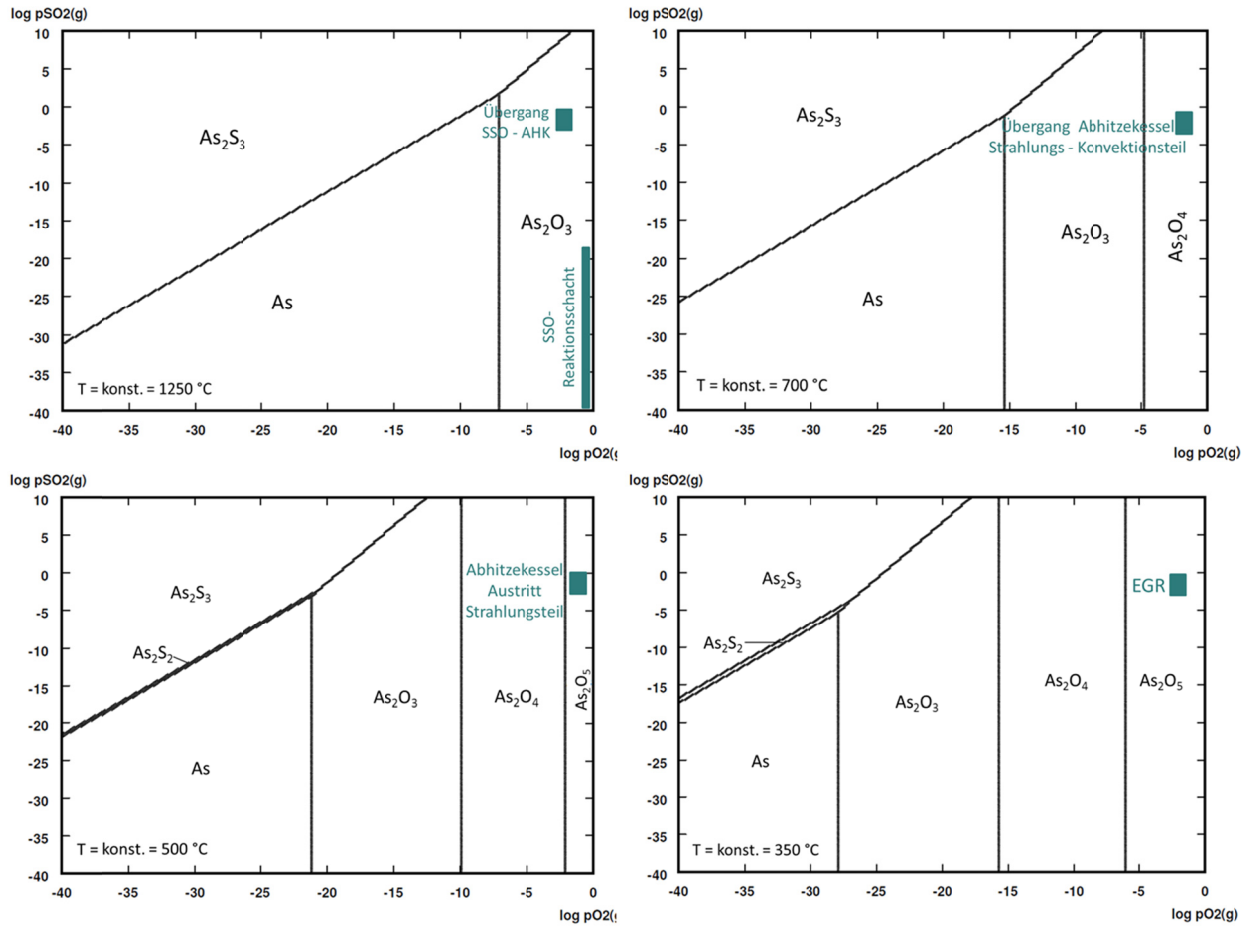 log pSO2(g)
10
5
0
-5
-10
-15
-20
-25
-30
-35
-40
As₂S₃
Übergang
SSO - AHK
As₂O₃
As
SSO-
Reaktionsschacht
T = konst. = 1250 °C
-40 -35 -30 -25 -20 -15 -10 -5 0
log pO2(g)
log pSO2(g)
10
5
0
-5
-10
-15
-20
-25
-30
-35
-40
As₂S₃
Übergang Abhitzekessel
Strahlungs - Konvektionsteil
As₂O₃
As₂O₄
As
T = konst. = 700 °C
-40 -35 -30 -25 -20 -15 -10 -5 0
log pO2(g)
log pSO2(g)
10
5
0
-5
-10
-15
-20
-25
-30
-35
-40
As₂S₃
Abhitzekessel
Austritt
Strahlungsteil
As₂S₂
As₂O₃
As₂O₄
As₂O₅
As
T = konst. = 500 °C
-40 -35 -30 -25 -20 -15 -10 -5 0
log pO2(g)
log pSO2(g)
10
5
0
-5
-10
-15
-20
-25
-30
-35
-40
As₂S₃
EGR
As₂S₂
As₂O₃
As₂O₄
As₂O₅
As
T = konst. = 350 °C
-40 -35 -30 -25 -20 -15 -10 -5 0
log pO2(g)